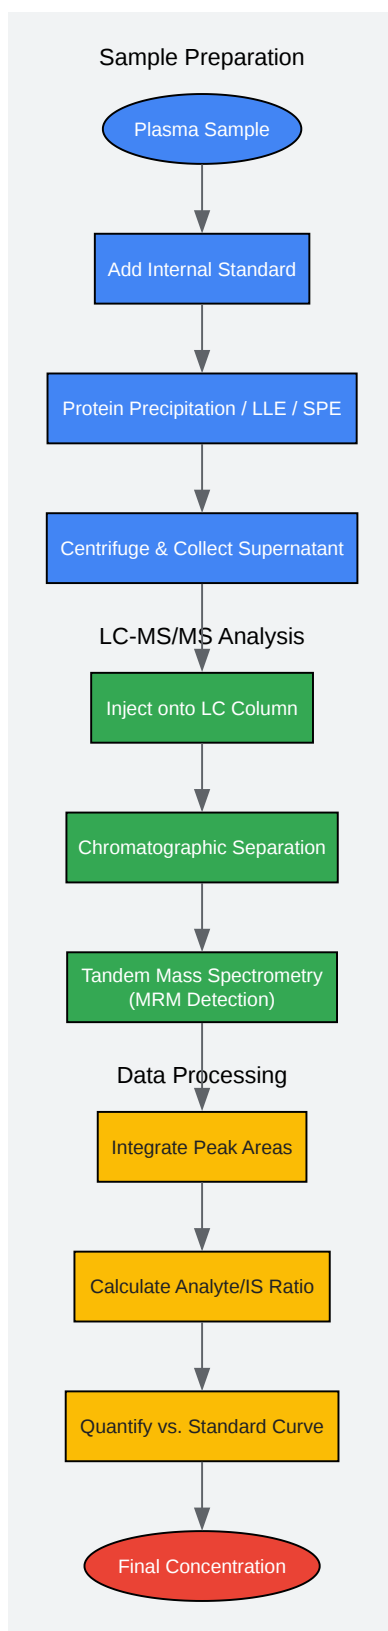 Sample Preparation
Plasma Sample
Add Internal Standard
Protein Precipitation / LLE / SPE
Centrifuge & Collect Supernatant
LC-MS/MS Analysis
Inject onto LC Column
Chromatographic Separation
Tandem Mass Spectrometry
(MRM Detection)
Data Processing
Integrate Peak Areas
Calculate Analyte/IS Ratio
Quantify vs. Standard Curve
Final Concentration